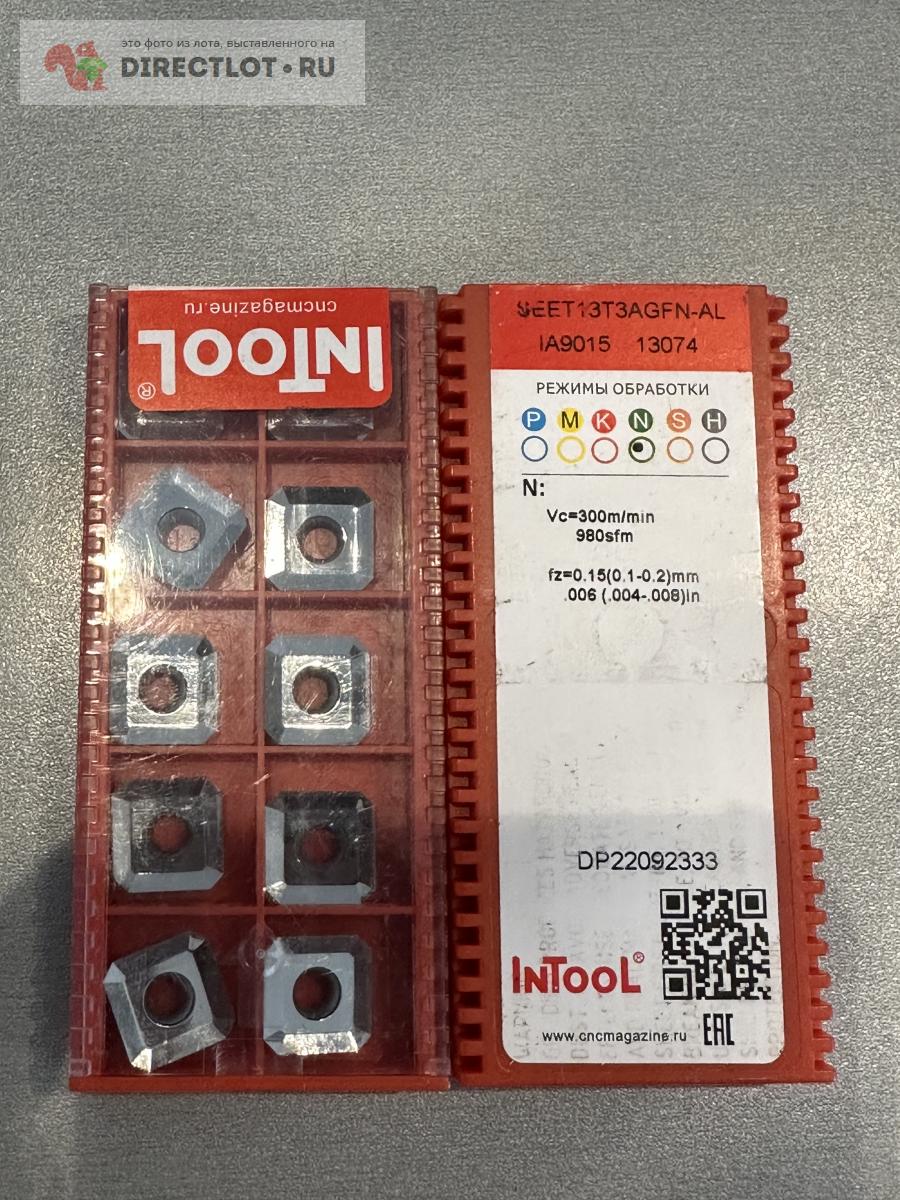 это фото из лота, выставленного на
DIRECTLOT.RU
cncmagazine.ru
INTOOL®
SEET13T3AGFN-AL
IA9015 13074
РЕЖИМЫ ОБРАБОТКИ
P M K N S H
N:
Vc=300m/min
980sfm
fz=0.15(0.1-0.2)mm
.006 (.004-.008)in
DP22092333
INTOOL®
www.cncmagazine.ru
EAC